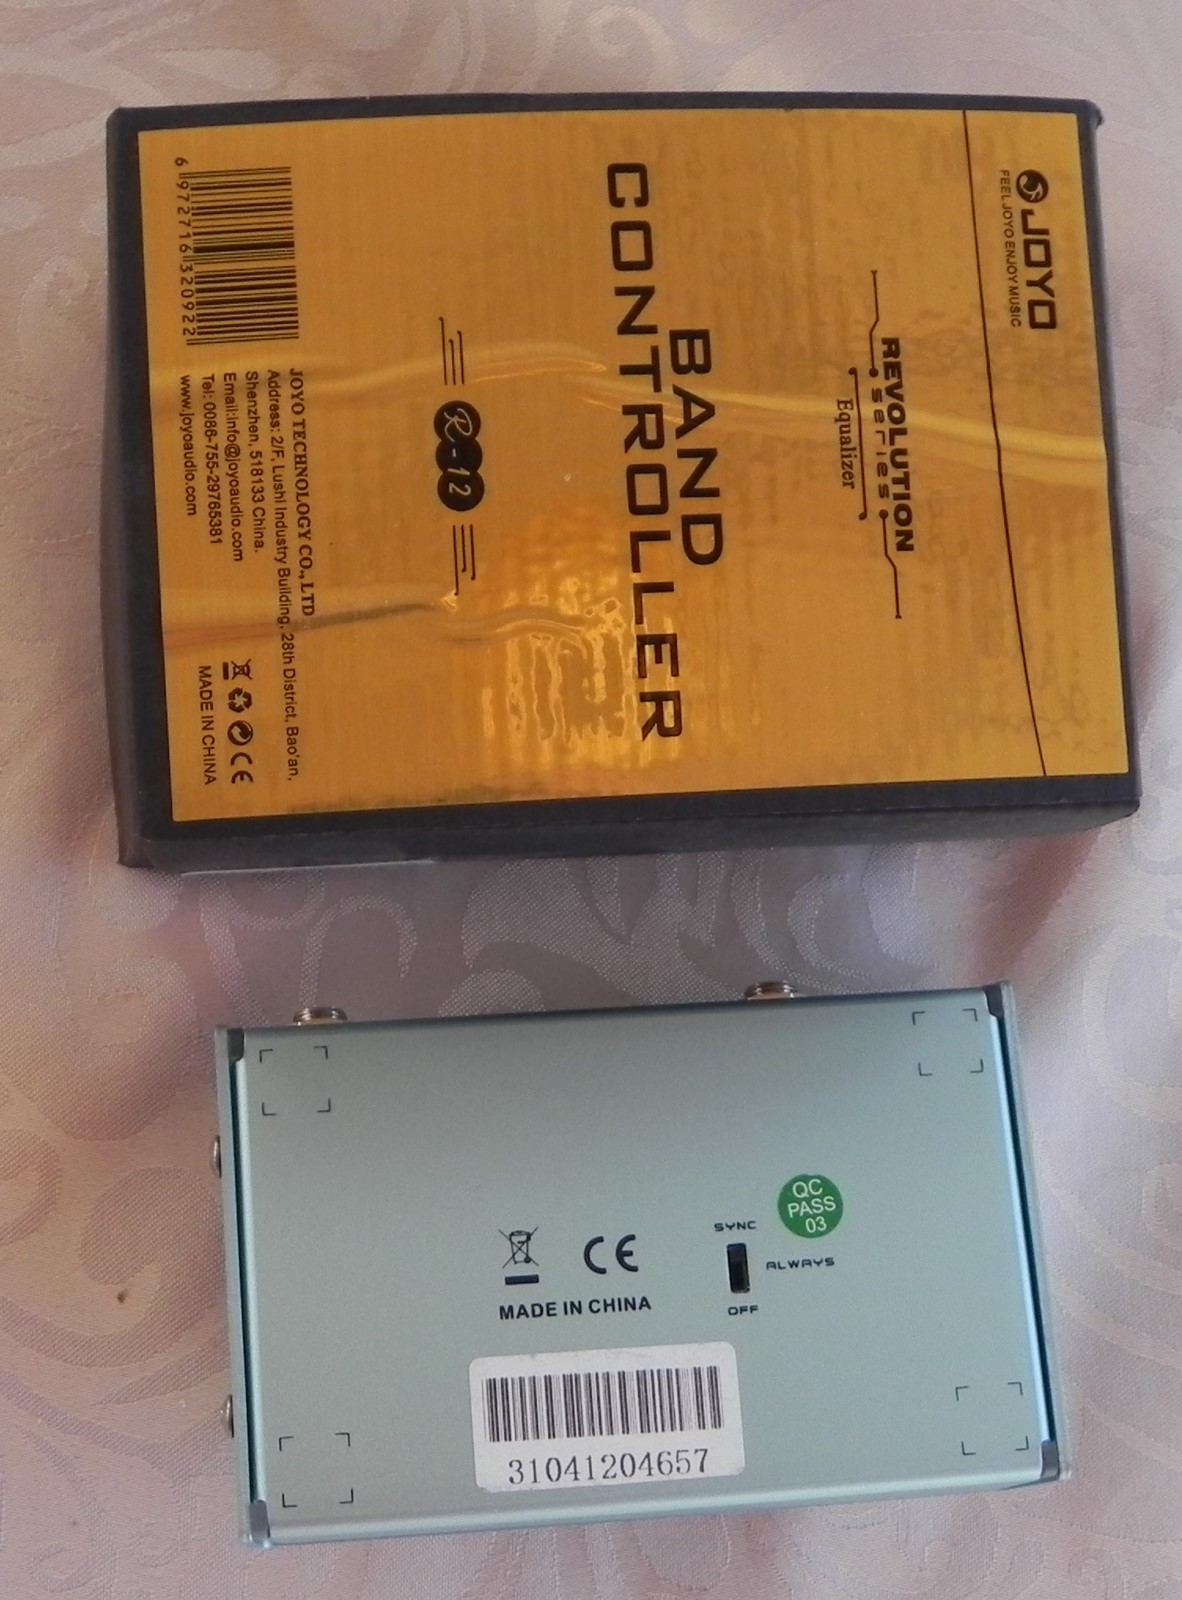 JOYO
FEEL JOYO ENJOY MUSIC
REVOLUTION
series
Equalizer
BAND
CONTROLLER
R-12
6 972716 320922
JOYO TECHNOLOGY CO., LTD
Address: 2/F, Lushi Industry Building, 28th District, Bao'an,
Shenzhen, 518133 China.
Email:info@joyoaudio.com
Tel: 0086-755-29765381
www.joyoaudio.com
CE
MADE IN CHINA
QC
PASS
03
SYNC
ALWAYS
OFF
CE
MADE IN CHINA
31041204657